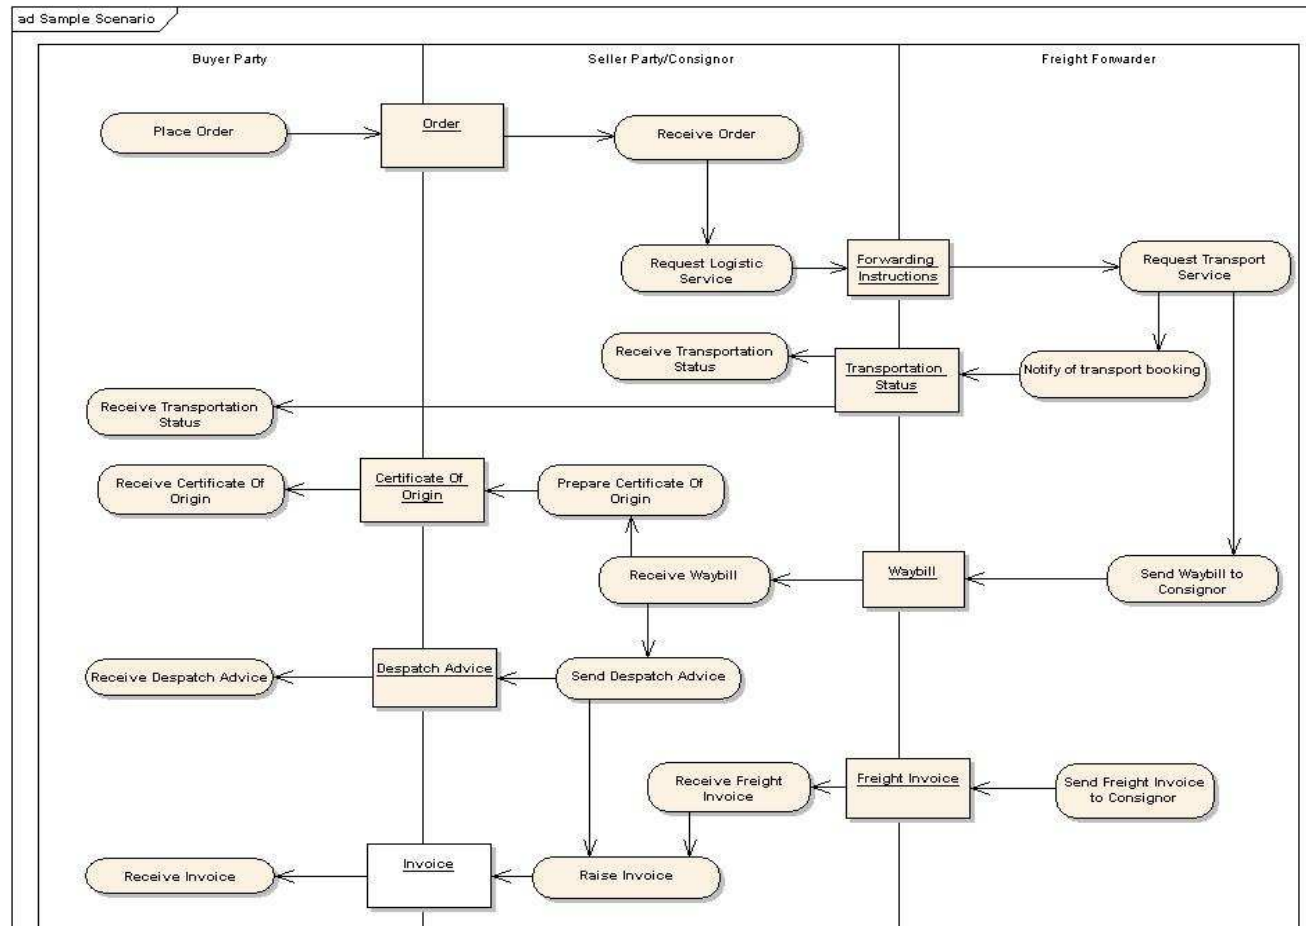 ad Sample Scenario
Buyer Party
Seller Party/Consignor
Freight Forwarder
Place Order
Order
Receive Order
Request Logistic
Service
Forwarding
Instructions
Request Transport
Service
Receive Transportation
Status
Transportation
Status
Notify of transport booking
Receive Transportation
Status
Receive Certificate Of
Origin
Certificate Of
Origin
Prepare Certificate Of
Origin
Receive Waybill
Waybill
Send Waybill to
Consignor
Receive Despatch Advice
Despatch Advice
Send Despatch Advice
Receive Freight
Invoice
Freight Invoice
Send Freight Invoice
to Consignor
Receive Invoice
Invoice
Raise Invoice